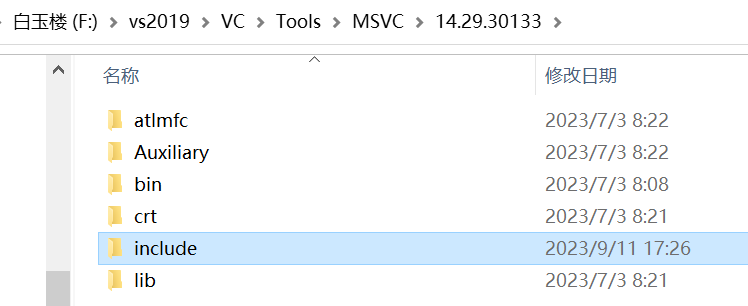 白玉楼 (F:) › vs2019 › VC › Tools › MSVC › 14.29.30133 ›
名称 修改日期
atlmfc 2023/7/3 8:22
Auxiliary 2023/7/3 8:22
bin 2023/7/3 8:08
crt 2023/7/3 8:21
include 2023/9/11 17:26
lib 2023/7/3 8:21